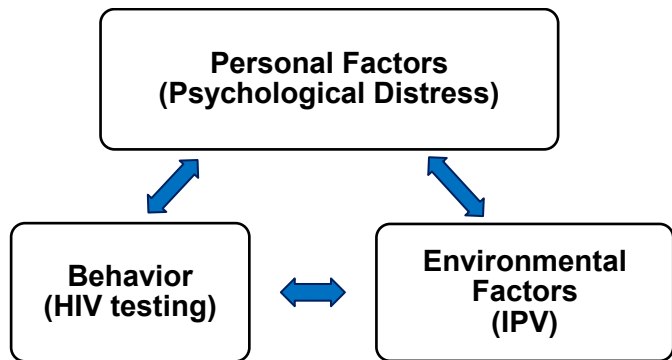 Personal Factors
(Psychological Distress)
Behavior
(HIV testing)
Environmental
Factors
(IPV)